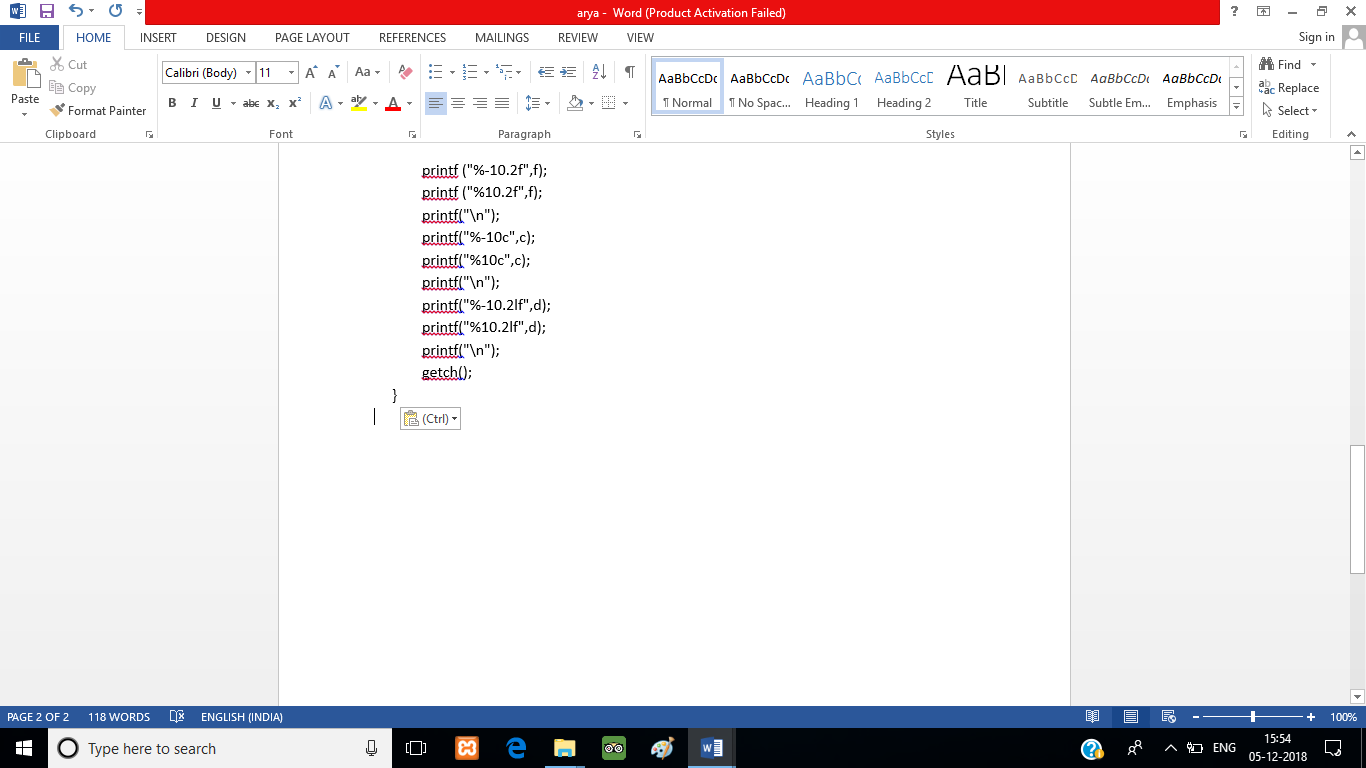 arya - Word (Product Activation Failed)
FILE HOME INSERT DESIGN PAGE LAYOUT REFERENCES MAILINGS REVIEW VIEW Sign in
Paste
Cut
Copy
Format Painter
Clipboard
Calibri (Body) 11
Font
Paragraph
AaBbCcDc AaBbCcDc AaBbCc AaBbCcD AaBl AaBbCcD AaBbCcDc AaBbCcDc
¶ Normal ¶ No Spac... Heading 1 Heading 2 Title Subtitle Subtle Em... Emphasis
Styles
Find
Replace
Select
Editing
printf ("%-10.2f",f);
printf ("%10.2f",f);
printf("\n");
printf("%-10c",c);
printf("%10c",c);
printf("\n");
printf("%-10.2lf",d);
printf("%10.2lf",d);
printf("\n");
getch();
}
(Ctrl)
PAGE 2 OF 2 118 WORDS ENGLISH (INDIA) 100%
Type here to search
ENG
15:54
05-12-2018